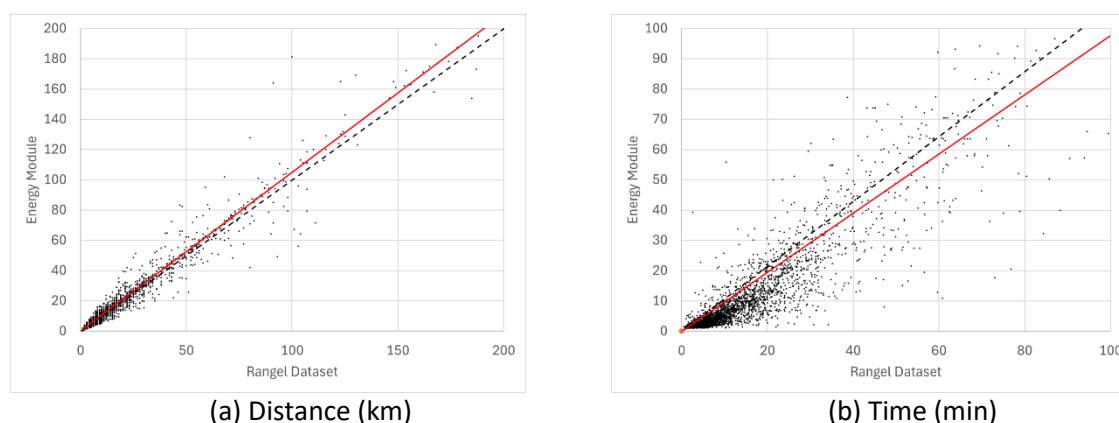 200
180
160
140
120
100
80
60
40
20
0
Energy Module
0 50 100 150 200
Rangel Dataset
(a) Distance (km)
100
90
80
70
60
50
40
30
20
10
0
Energy Module
0 20 40 60 80 100
Rangel Dataset
(b) Time (min)